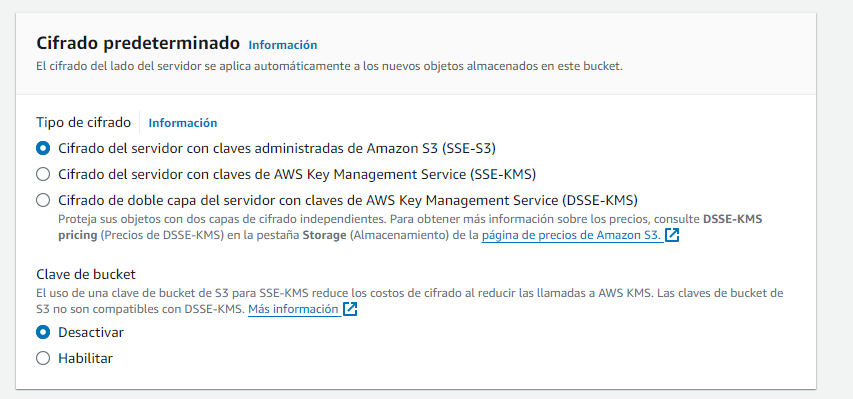 Cifrado predeterminado Información
El cifrado del lado del servidor se aplica automáticamente a los nuevos objetos almacenados en este bucket.
Tipo de cifrado Información
Cifrado del servidor con claves administradas de Amazon S3 (SSE-S3)
Cifrado del servidor con claves de AWS Key Management Service (SSE-KMS)
Cifrado de doble capa del servidor con claves de AWS Key Management Service (DSSE-KMS)
Proteja sus objetos con dos capas de cifrado independientes. Para obtener más información sobre los precios, consulte DSSE-KMS
pricing (Precios de DSSE-KMS) en la pestaña Storage (Almacenamiento) de la página de precios de Amazon S3.
Clave de bucket
El uso de una clave de bucket de S3 para SSE-KMS reduce los costos de cifrado al reducir las llamadas a AWS KMS. Las claves de bucket de
S3 no son compatibles con DSSE-KMS. Más información
Desactivar
Habilitar